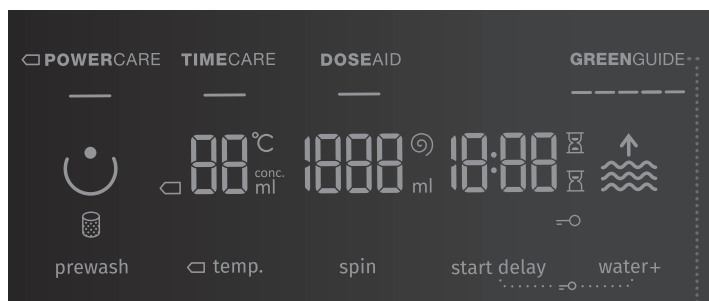 POWERCARE TIMECARE DOSEAID GREENGUIDE
88 °C 1888 18:88
conc.
ml ml
prewash temp. spin start delay water+